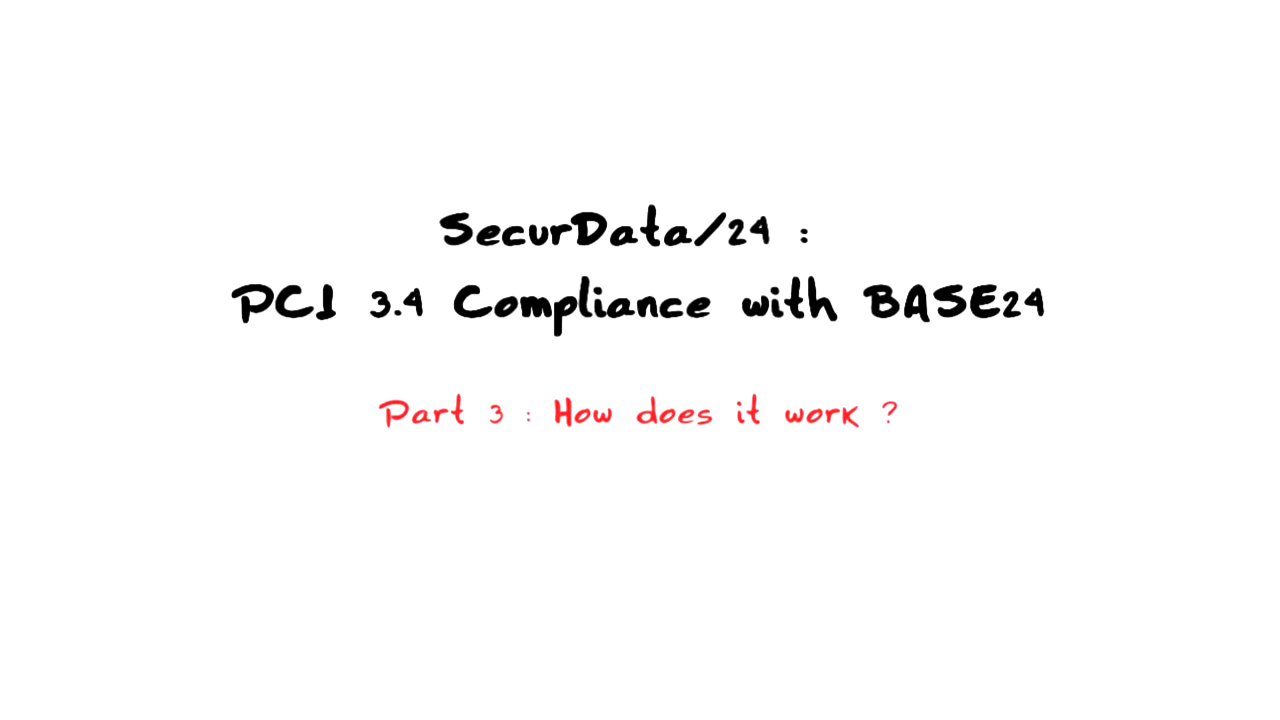 SecurData/24 :
PCI 3.4 Compliance with BASE24
Part 3 : How does it work ?